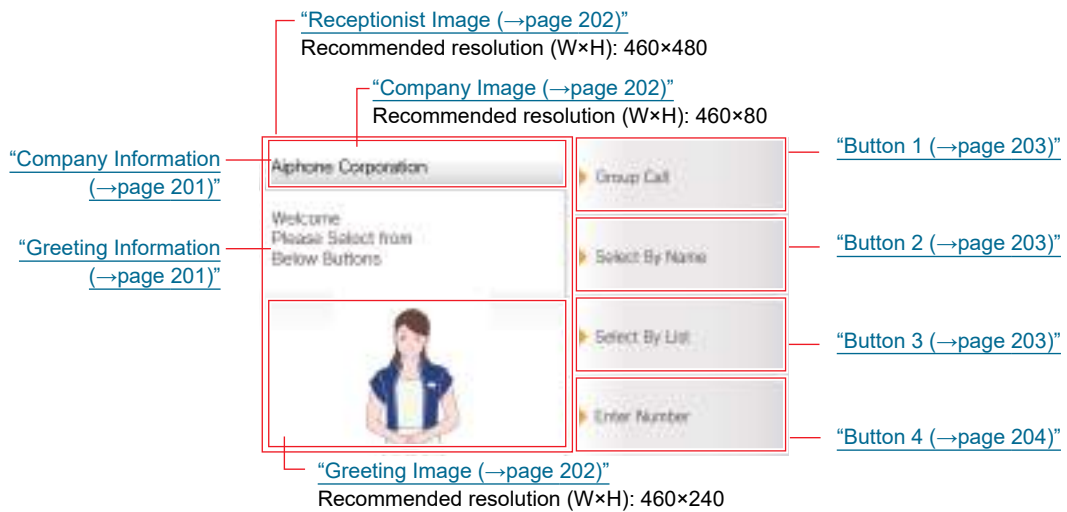 “Receptionist Image (→page 202)”
Recommended resolution (W×H): 460×480
“Company Image (→page 202)”
Recommended resolution (W×H): 460×80
“Company Information
(→page 201)”
“Greeting Information
(→page 201)”
Aiphone Corporation
Welcome
Please Select from
Below Buttons
Group Call
Select By Name
Select By List
Enter Number
“Button 1 (→page 203)”
“Button 2 (→page 203)”
“Button 3 (→page 203)”
“Button 4 (→page 204)”
“Greeting Image (→page 202)”
Recommended resolution (W×H): 460×240